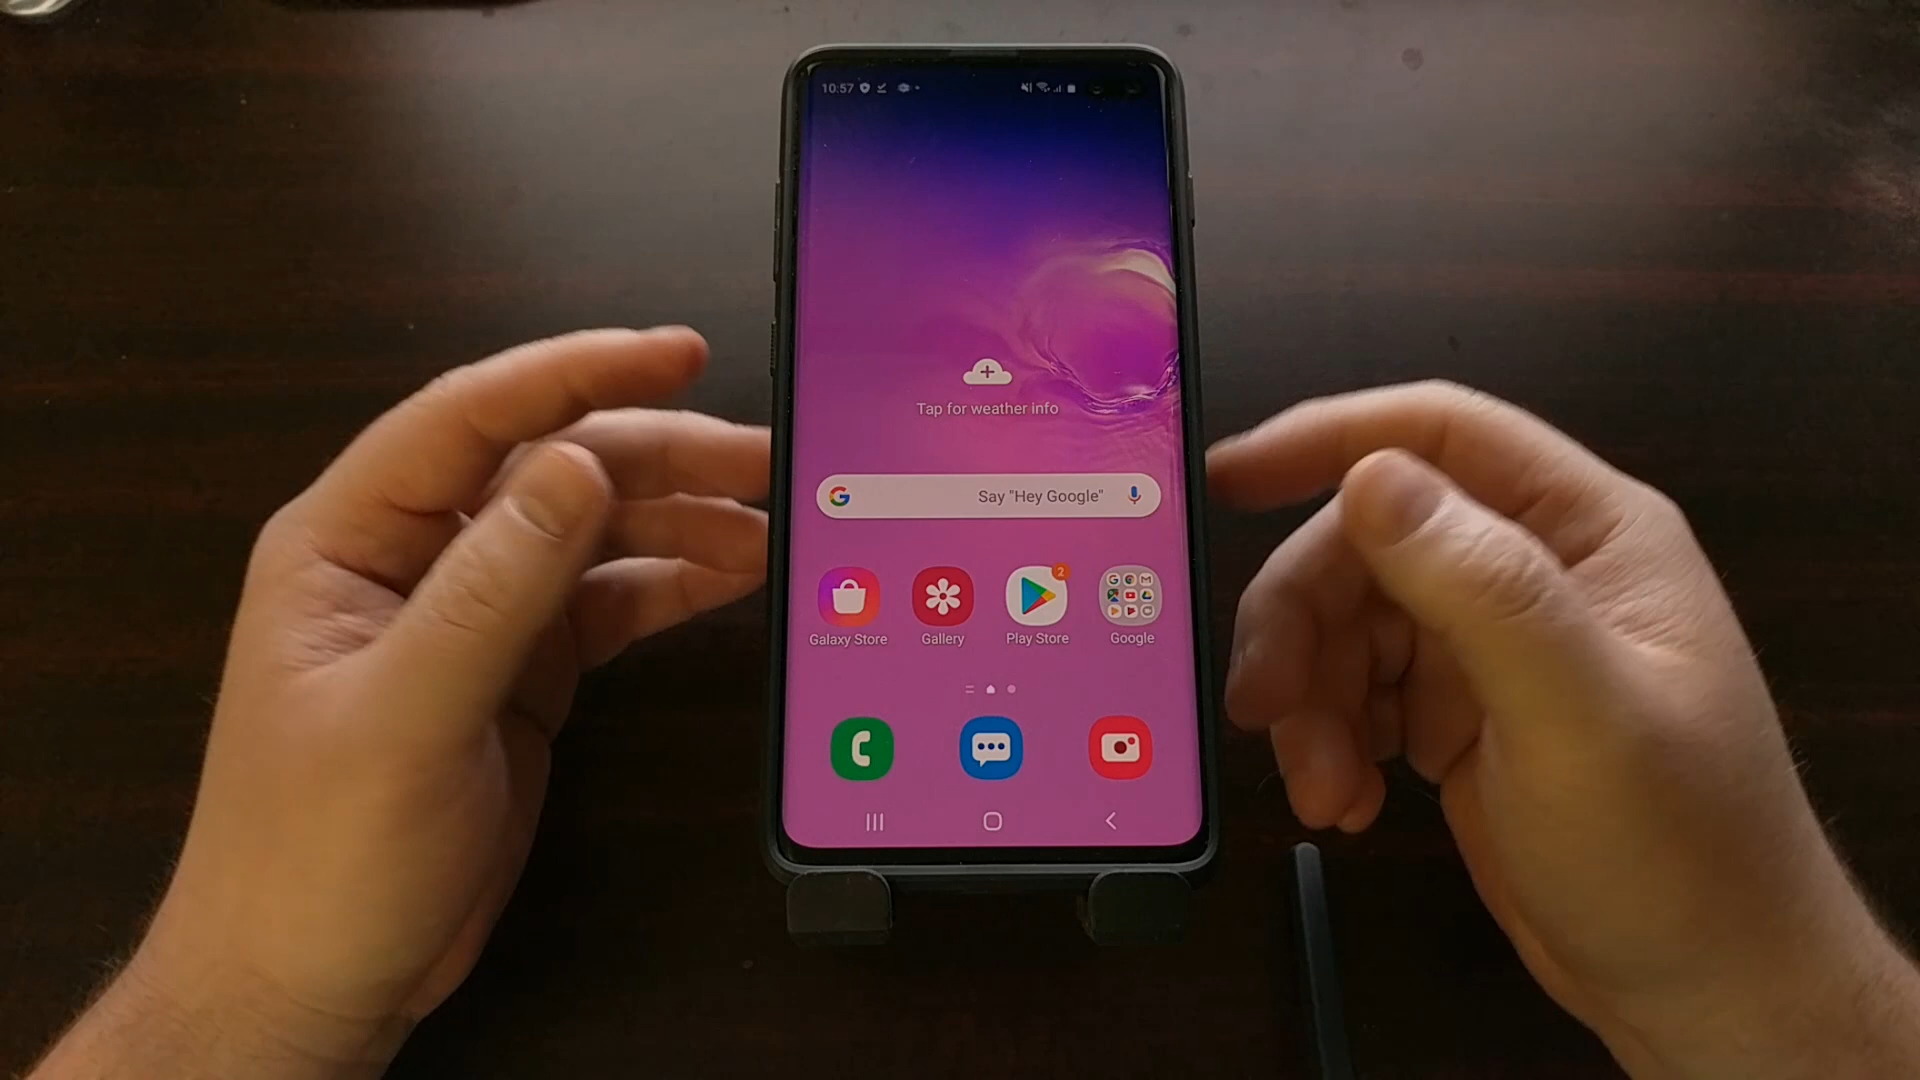 10:57
Tap for weather info
Say "Hey Google"
2
Galaxy Store
Gallery
Play Store
Google